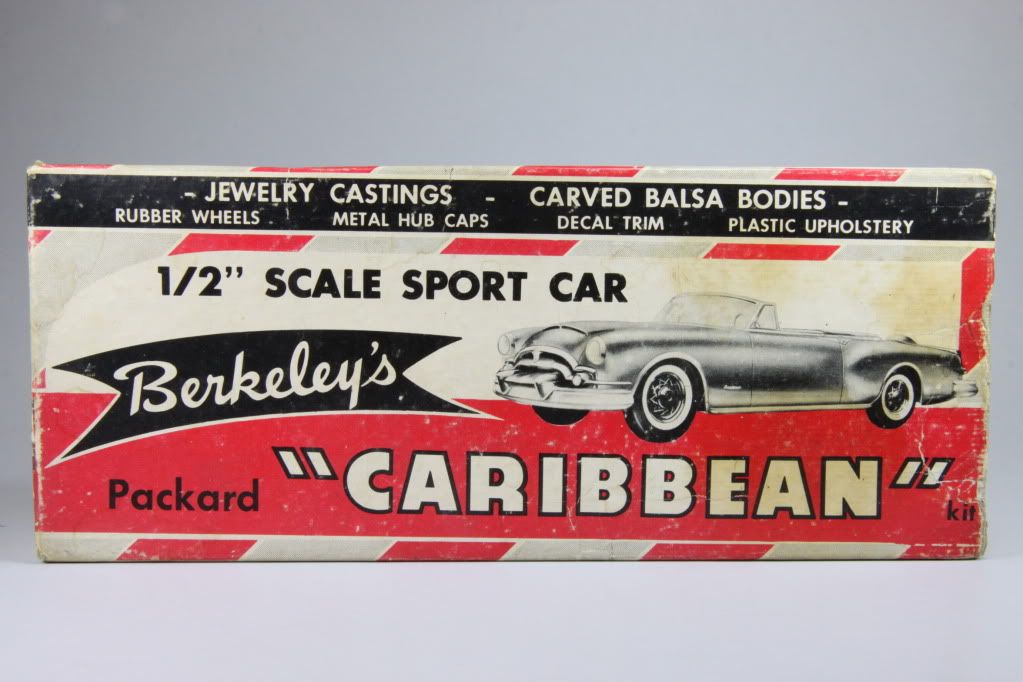 - JEWELRY CASTINGS - CARVED BALSA BODIES -
RUBBER WHEELS METAL HUB CAPS DECAL TRIM PLASTIC UPHOLSTERY
1/2" SCALE SPORT CAR
Berkeley's
Packard "CARIBBEAN" kit